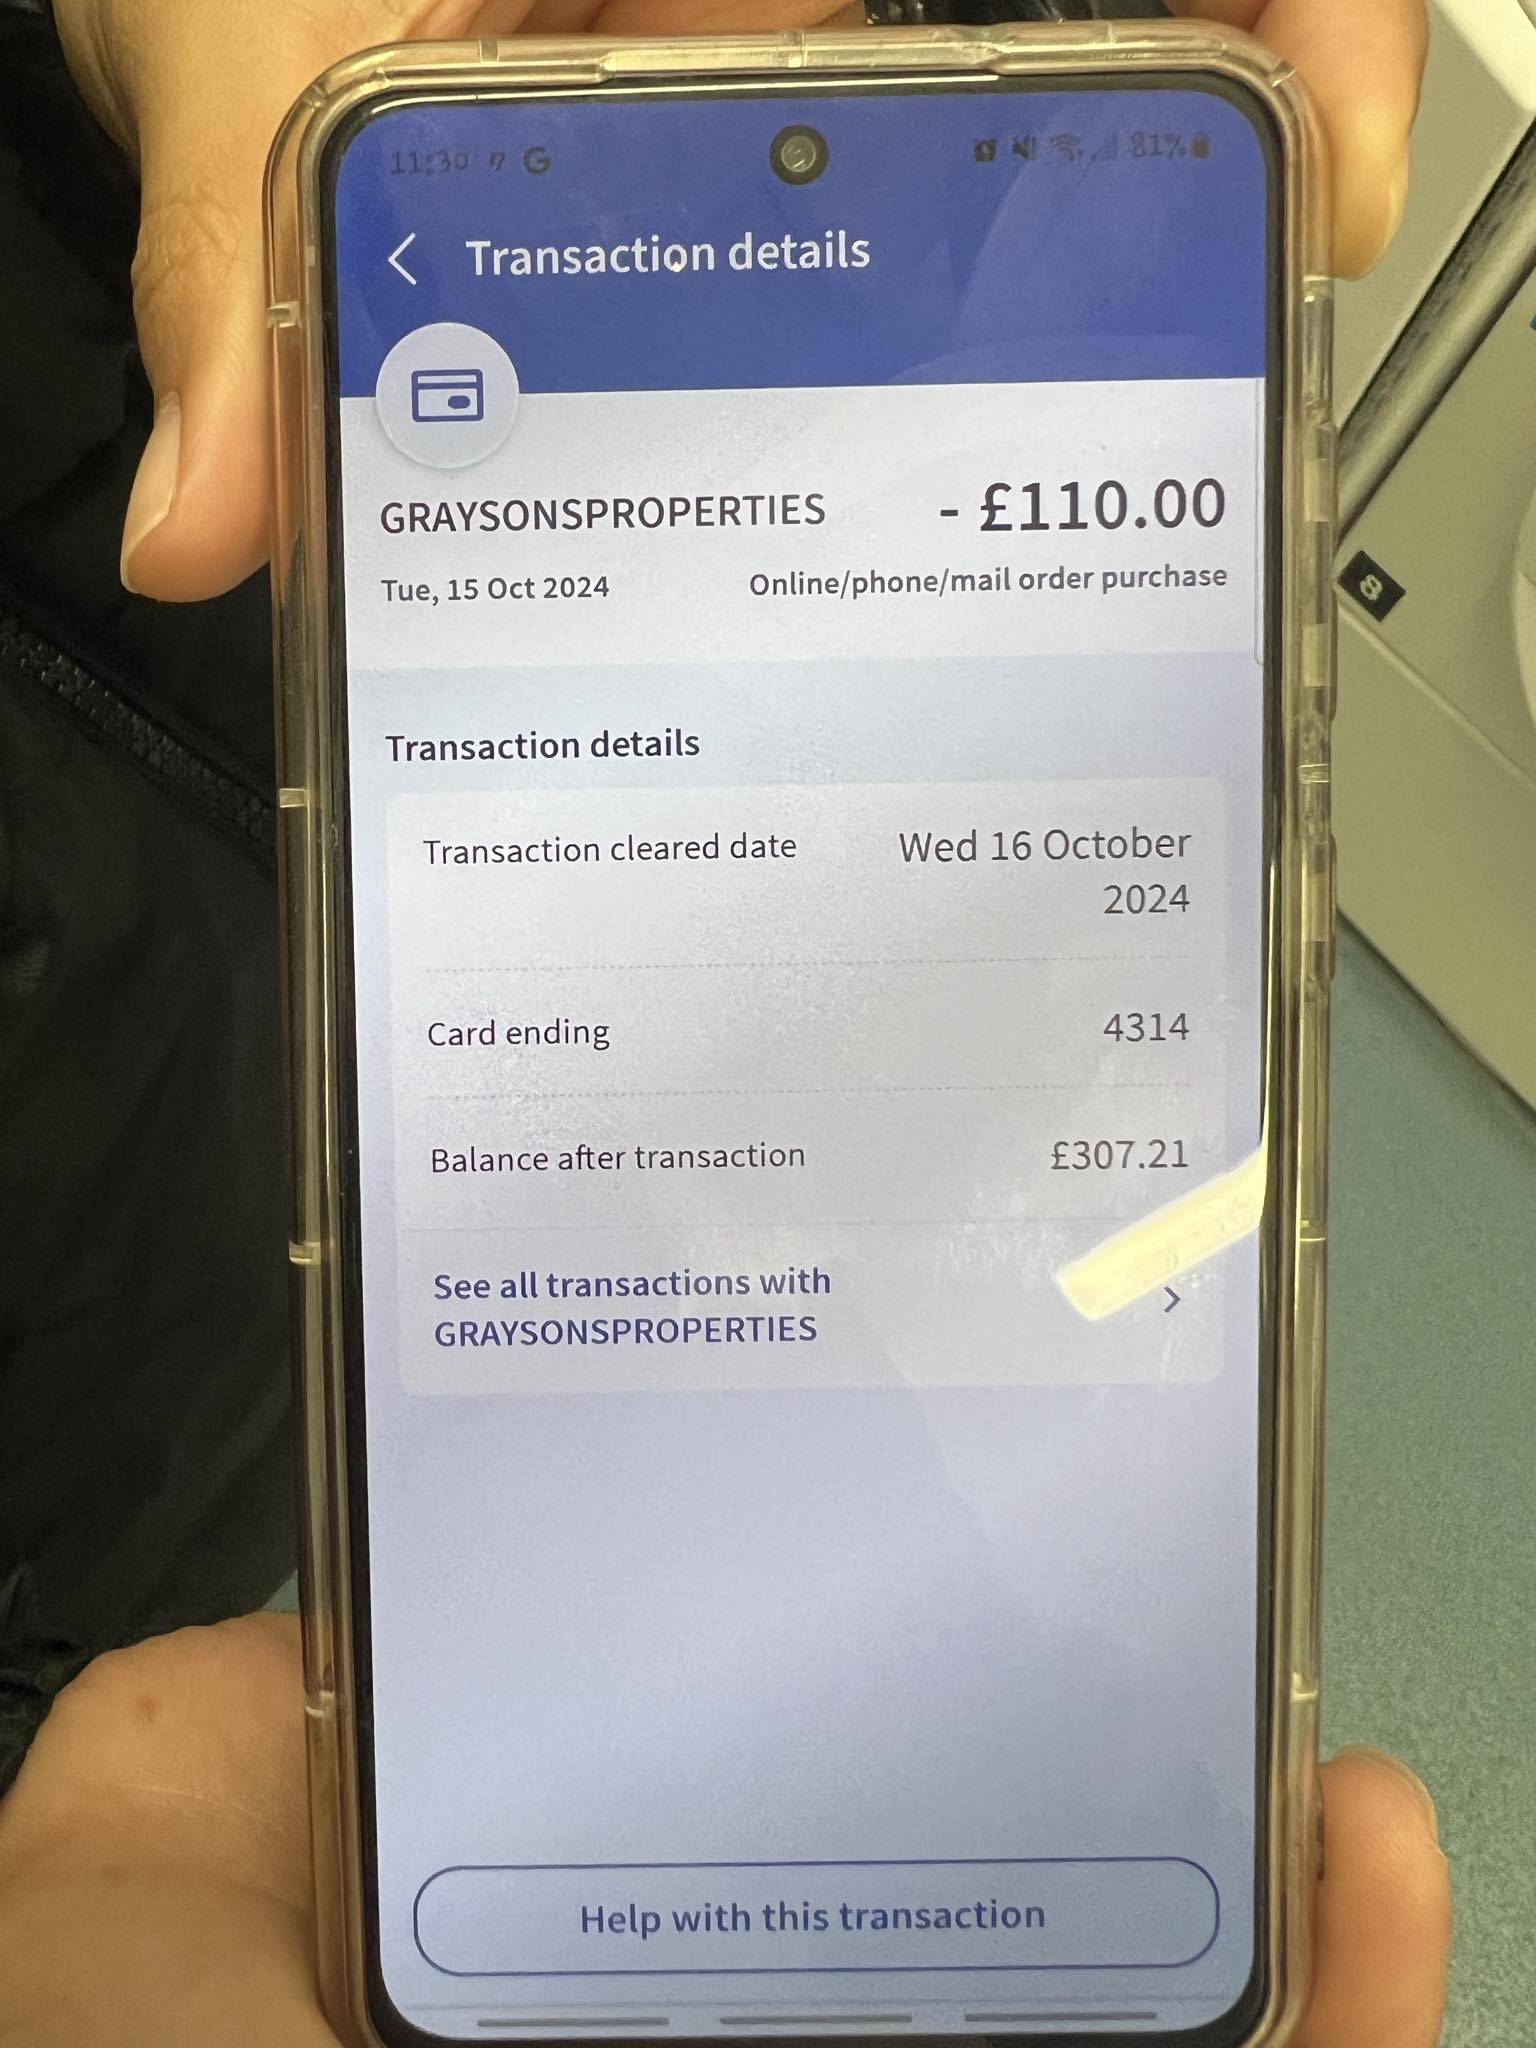 11:30 G 81%
Transaction details
GRAYSONSPROPERTIES - £110.00
Tue, 15 Oct 2024 Online/phone/mail order purchase
Transaction details
Transaction cleared date Wed 16 October
2024
Card ending 4314
Balance after transaction £307.21
See all transactions with
GRAYSONSPROPERTIES
Help with this transaction
8